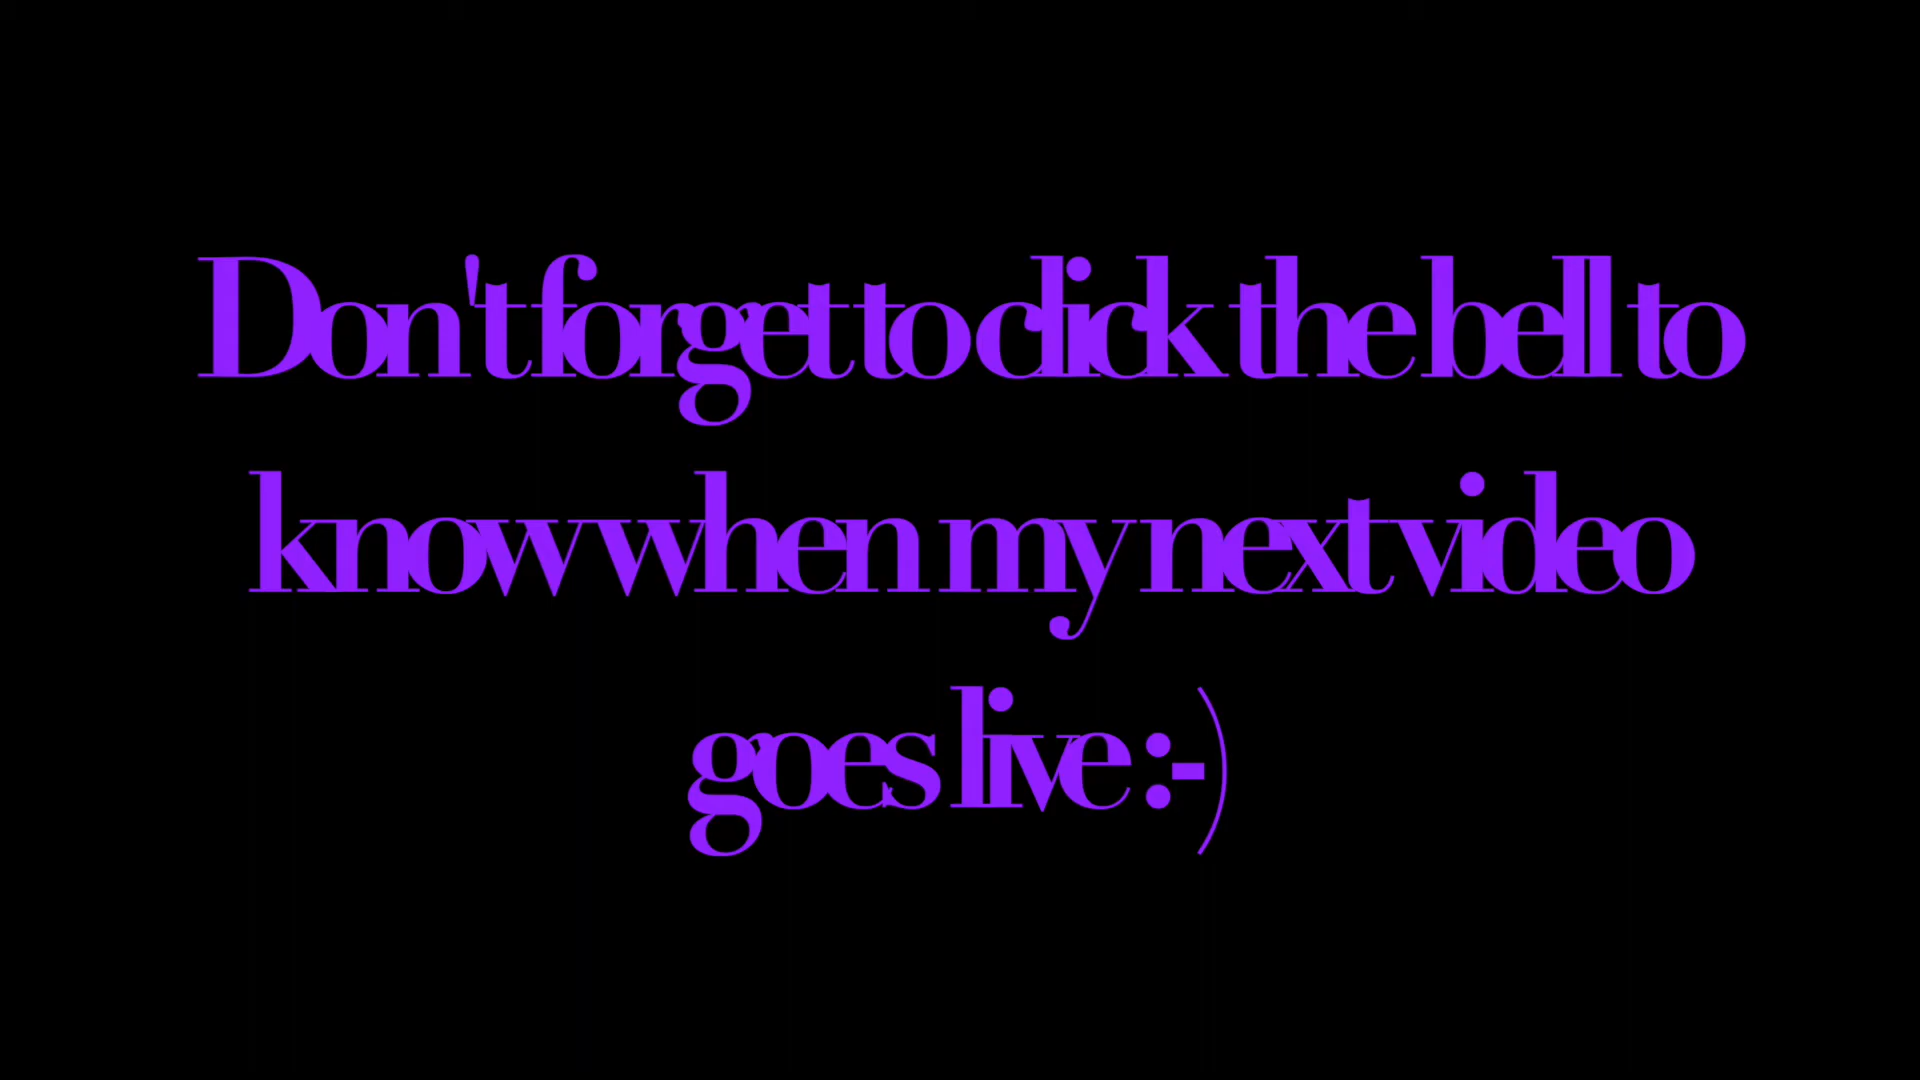 Don't forget to click the bell to
know when my next video
goes live :-)